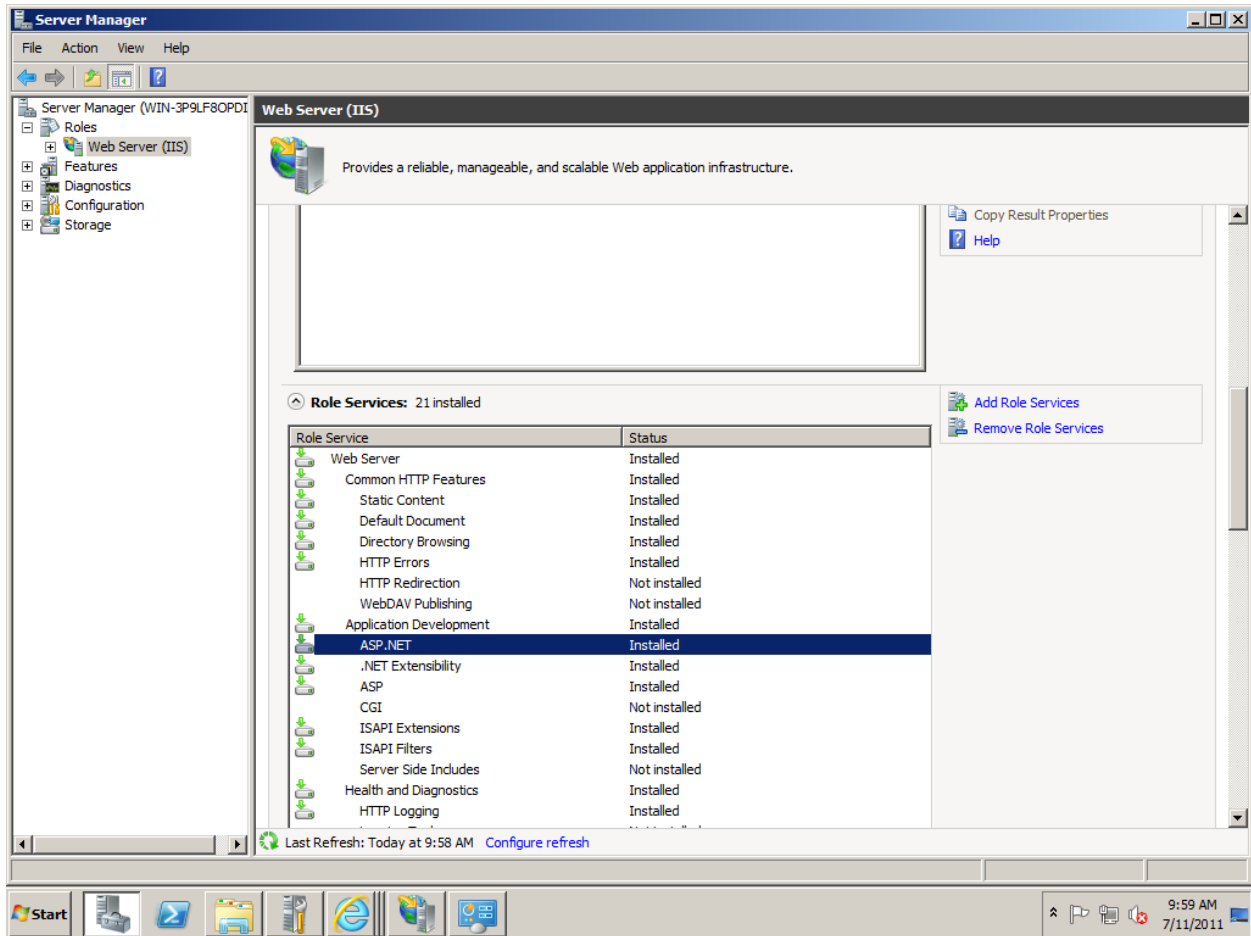 Server Manager
File Action View Help
Server Manager (WIN-3P9LF8OPDI
Roles
Web Server (IIS)
Features
Diagnostics
Configuration
Storage
Web Server (IIS)
Provides a reliable, manageable, and scalable Web application infrastructure.
Copy Result Properties
Help
Role Services: 21 installed
Add Role Services
Remove Role Services
Role Service Status
Web Server Installed
Common HTTP Features Installed
Static Content Installed
Default Document Installed
Directory Browsing Installed
HTTP Errors Installed
HTTP Redirection Not installed
WebDAV Publishing Not installed
Application Development Installed
ASP.NET Installed
.NET Extensibility Installed
ASP Installed
CGI Not installed
ISAPI Extensions Installed
ISAPI Filters Installed
Server Side Includes Not installed
Health and Diagnostics Installed
HTTP Logging Installed
Last Refresh: Today at 9:58 AM Configure refresh
Start
9:59 AM
7/11/2011